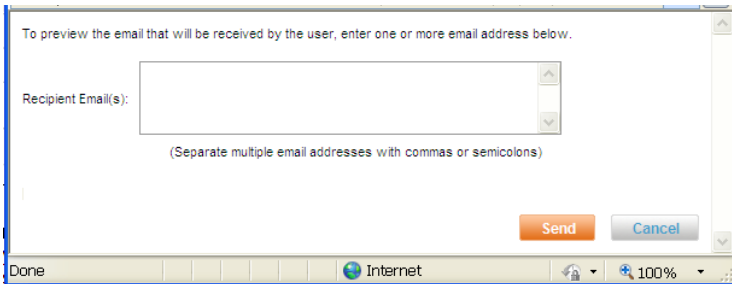 To preview the email that will be received by the user, enter one or more email address below.
Recipient Email(s):
(Separate multiple email addresses with commas or semicolons)
Send Cancel
Done Internet 100%